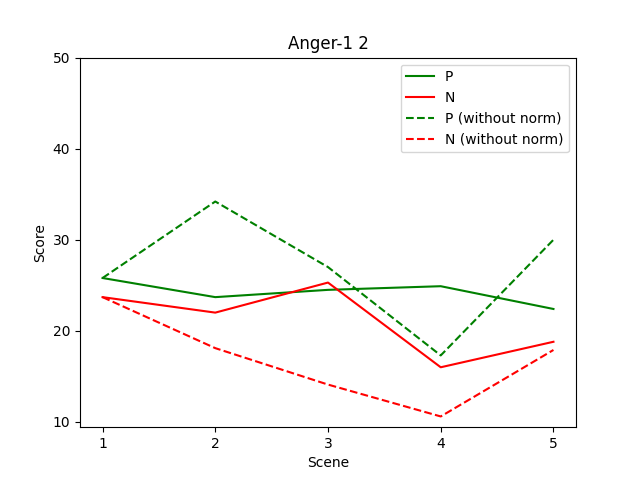 Anger-1 2
50
40
30
20
10
Score
P
N
P (without norm)
N (without norm)
1 2 3 4 5
Scene